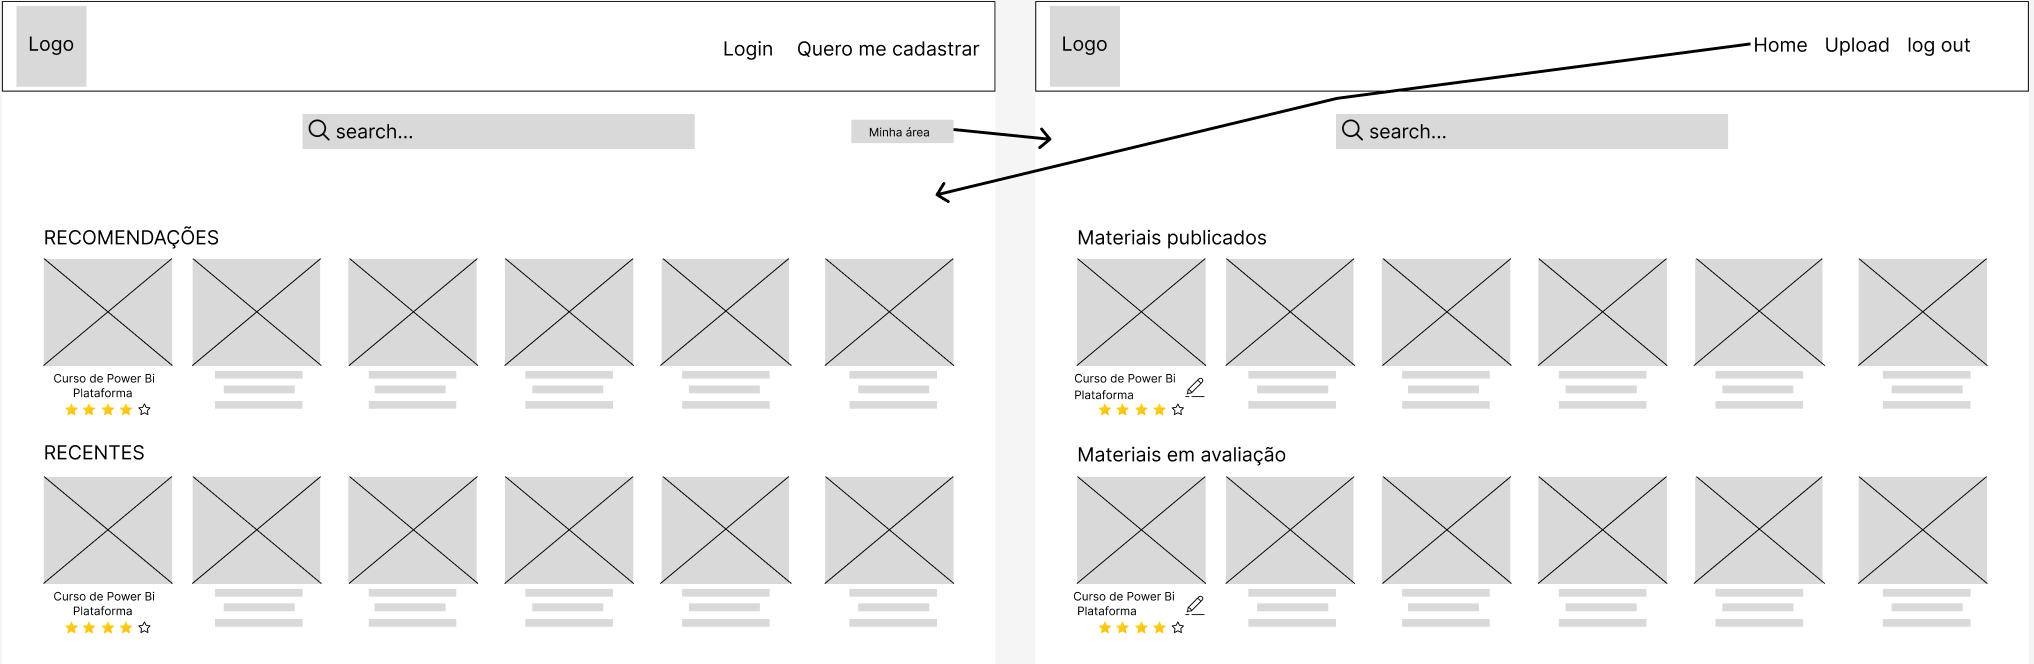 Logo
Login
Quero me cadastrar
search...
Minha área
RECOMENDAÇÕES
Curso de Power Bi
Plataforma
RECENTES
Curso de Power Bi
Plataforma
Logo
Home
Upload
log out
search...
Materiais publicados
Curso de Power Bi
Plataforma
Materiais em avaliação
Curso de Power Bi
Plataforma